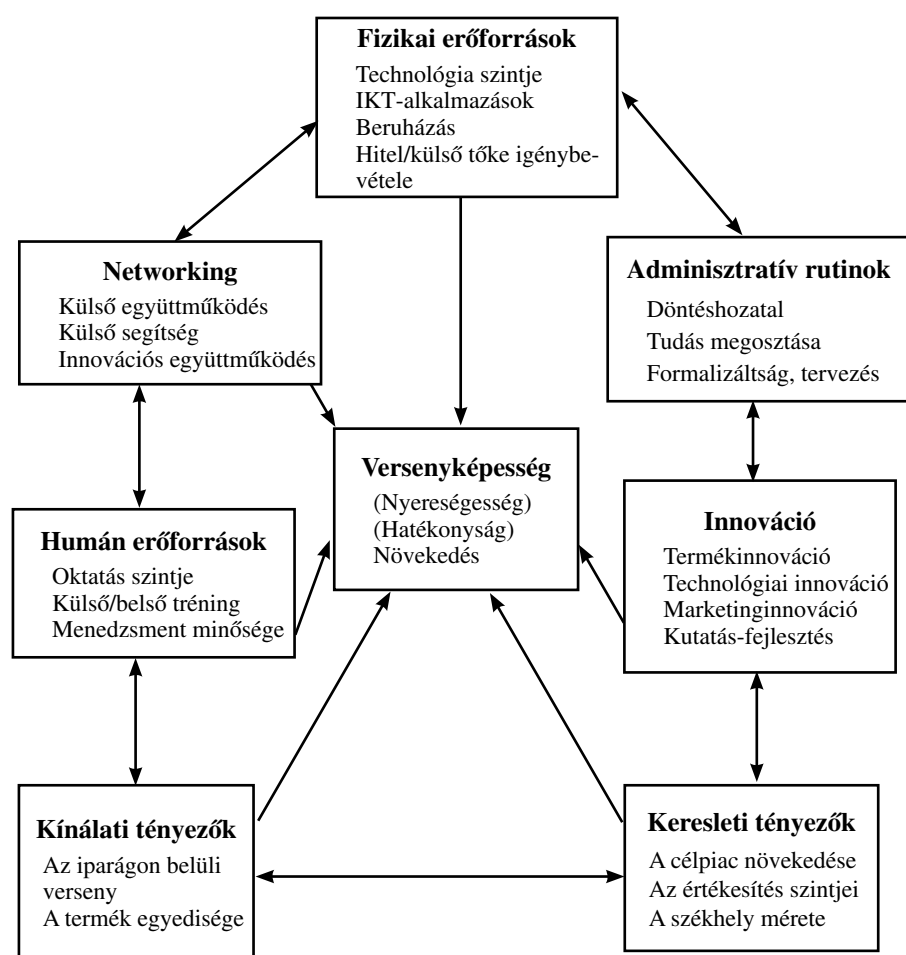 Fizikai erőforrások
Technológia szintje
IKT-alkalmazások
Beruházás
Hitel/külső tőke igénybe-
vétele
Networking
Külső együttműködés
Külső segítség
Innovációs együttműködés
Adminisztratív rutinok
Döntéshozatal
Tudás megosztása
Formalizáltság, tervezés
Versenyképesség
(Nyereségesség)
(Hatékonyság)
Növekedés
Humán erőforrások
Oktatás szintje
Külső/belső tréning
Menedzsment minősége
Innováció
Termékinnováció
Technológiai innováció
Marketinginnováció
Kutatás-fejlesztés
Kínálati tényezők
Az iparágon belüli
verseny
A termék egyedisége
Keresleti tényezők
A célpiac növekedése
Az értékesítés szintjei
A székhely mérete